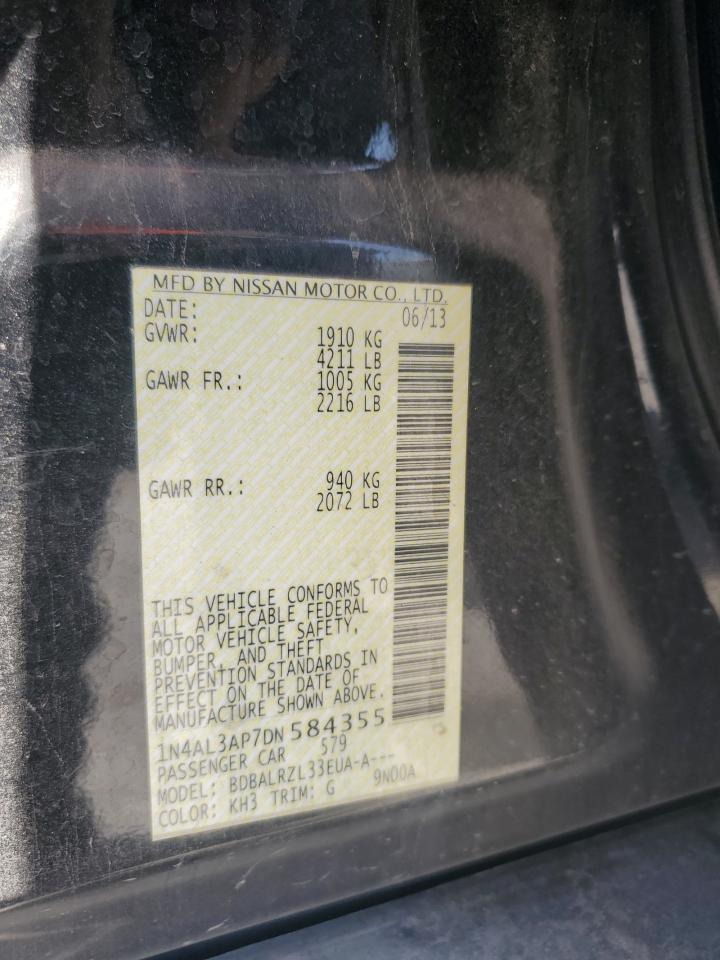 MFD BY NISSAN MOTOR CO., LTD.
DATE: 06/13
GVWR: 1910 KG
4211 LB
GAWR FR.: 1005 KG
2216 LB
GAWR RR.: 940 KG
2072 LB
THIS VEHICLE CONFORMS TO
ALL APPLICABLE FEDERAL
MOTOR VEHICLE SAFETY,
BUMPER, AND THEFT
PREVENTION STANDARDS IN
EFFECT ON THE DATE OF
MANUFACTURE SHOWN ABOVE.
1N4AL3AP7DN 584355
PASSENGER CAR 579
MODEL: BDBALRZL33EUA-A---
COLOR: KH3 TRIM: G 9N00A